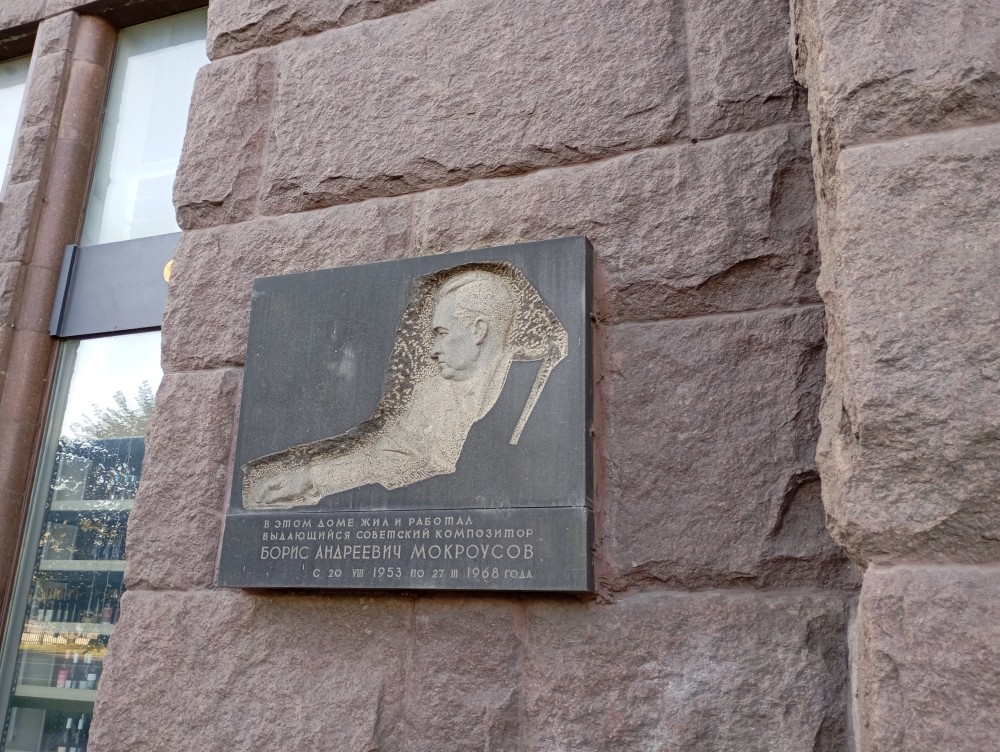 В ЭТОМ ДОМЕ ЖИЛ И РАБОТАЛ
ВЫДАЮЩИЙСЯ СОВЕТСКИЙ КОМПОЗИТОР
БОРИС АНДРЕЕВИЧ МОКРОУСОВ
С 20 VIII 1953 ПО 27 III 1968 ГОДА